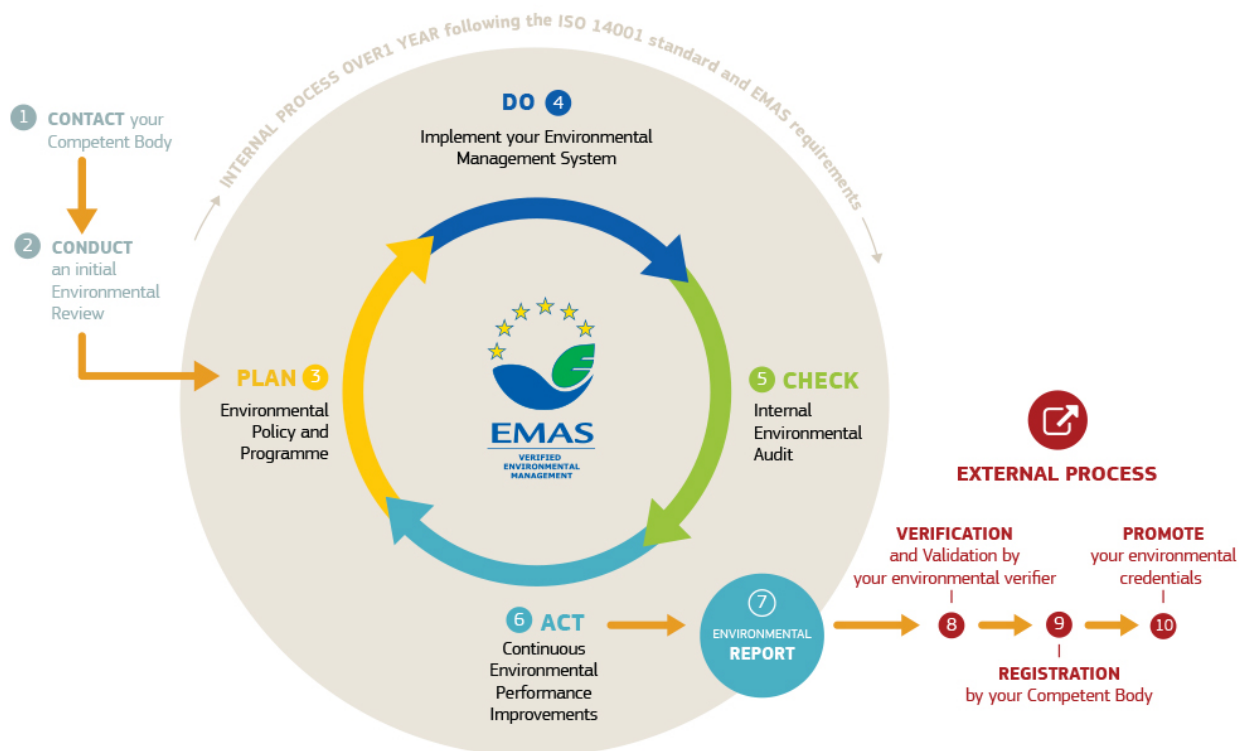 INTERNAL PROCESS OVER1 YEAR following the ISO 14001 standard and EMAS requirements
1 CONTACT your
Competent Body
2 CONDUCT
an initial
Environmental
Review
PLAN 3
Environmental
Policy and
Programme
DO 4
Implement your Environmental
Management System
5 CHECK
Internal
Environmental
Audit
EMAS
VERIFIED
ENVIRONMENTAL
MANAGEMENT
6 ACT
Continuous
Environmental
Performance
Improvements
7
ENVIRONMENTAL
REPORT
EXTERNAL PROCESS
VERIFICATION
and Validation by
your environmental verifier
8
9
REGISTRATION
by your Competent Body
PROMOTE
your environmental
credentials
10